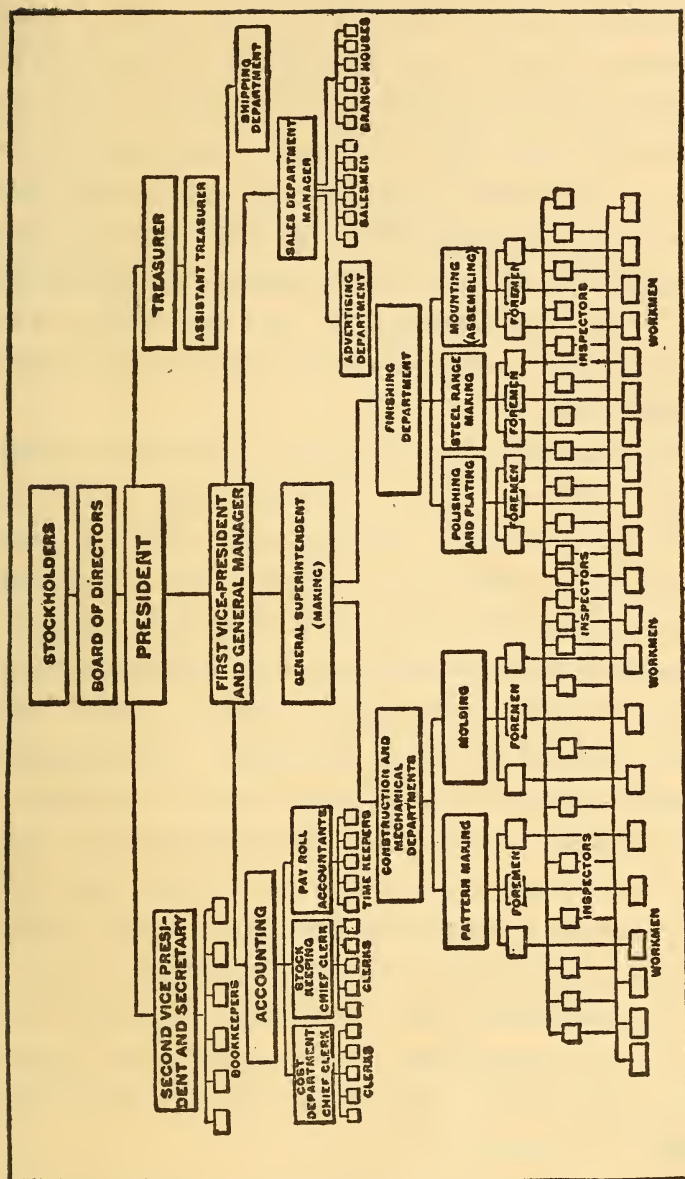 STOCKHOLDERS
BOARD OF DIRECTORS
PRESIDENT
SECOND VICE PRESI-
DENT AND SECRETARY
BOOKKEEPERS
TREASURER
ASSISTANT TREASURER
FIRST VICE-PRESIDENT
AND GENERAL MANAGER
SHIPPING
DEPARTMENT
ACCOUNTING
COST
DEPARTMENT
CHIEF CLERK
CLERKS
STOCK
KEEPING
CHIEF CLERK
CLERKS
PAY ROLL
ACCOUNTANTS
TIME KEEPERS
GENERAL SUPERINTENDENT
(MAKING)
SALES DEPARTMENT
MANAGER
ADVERTISING
DEPARTMENT
SALESMEN
BRANCH HOUSES
CONSTRUCTION AND
MECHANICAL
DEPARTMENTS
FINISHING
DEPARTMENT
PATTERN MAKING
MOLDING
POLISHING
AND PLATING
STEEL RANGE
MAKING
MOUNTING
(ASSEMBLING)
FOREMEN
FOREMEN
FOREMEN
FOREMEN
FOREMEN
INSPECTORS
INSPECTORS
INSPECTORS
WORKMEN
WORKMEN
WORKMEN